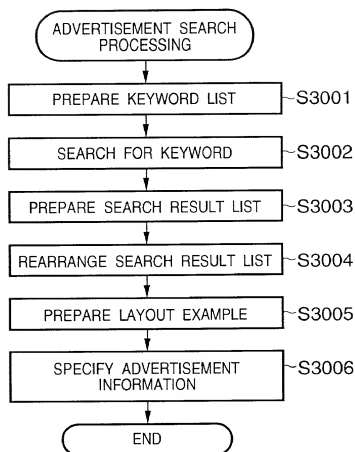 ADVERTISEMENT SEARCH
PROCESSING
PREPARE KEYWORD LIST
S3001
SEARCH FOR KEYWORD
S3002
PREPARE SEARCH RESULT LIST
S3003
REARRANGE SEARCH RESULT LIST
S3004
PREPARE LAYOUT EXAMPLE
S3005
SPECIFY ADVERTISEMENT
INFORMATION
S3006
END